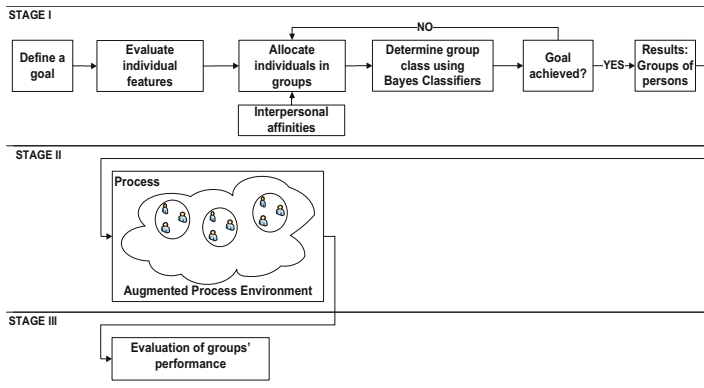 STAGE I
NO
Define a
goal
Evaluate
individual
features
Allocate
individuals in
groups
Determine group
class using
Bayes Classifiers
Goal
achieved?
YES
Results:
Groups of
persons
Interpersonal
affinities
STAGE II
Process
Augmented Process Environment
STAGE III
Evaluation of groups'
performance